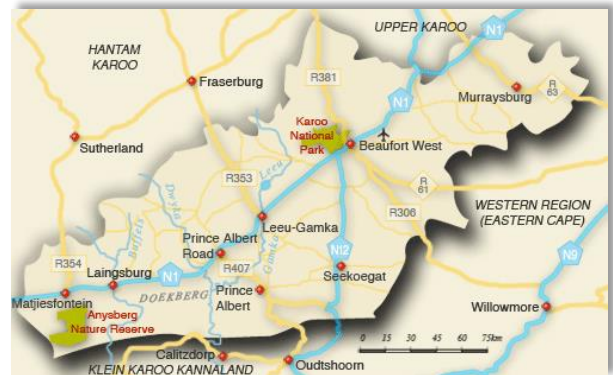 UPPER KAROO
N1
HANTAM
KAROO
R381
Fraserburg
R
63
Murraysburg
N1
Karoo
National
Park
Beaufort West
Sutherland
R353
Leeu
Dwyka
R
61
WESTERN REGION
(EASTERN CAPE)
R306
Leeu-Gamka
Buffels
Prince Albert
Road
Gamka
N12
N9
R354
Laingsburg
N1
R407
Seekoegat
Matjiesfontein
DOEKBERG
Prince
Albert
Willowmore
Anysberg
Nature Reserve
Calitzdorp
Oudtshoorn
0 15 30 45 60 75km
KLEIN KAROO KANNALAND